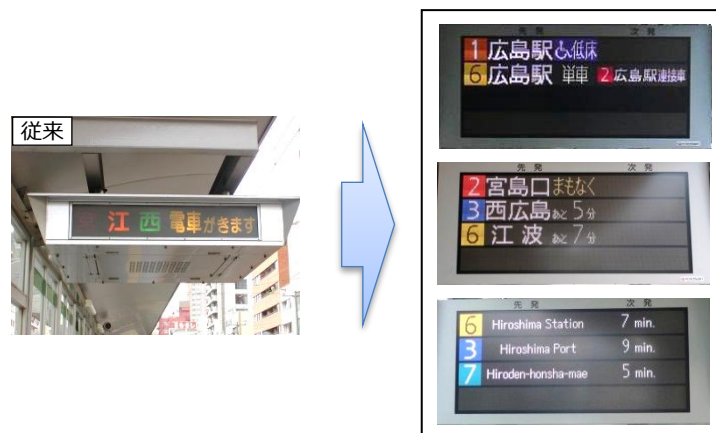 従来
江 西 電車がきます
先発 次発
1 広島駅 低床
6 広島駅 単車 2 広島駅 連接車
先発 次発
2 宮島口 まもなく
3 西広島 あと5分
6 江波 あと7分
先発 次発
6 Hiroshima Station 7 min.
3 Hiroshima Port 9 min.
7 Hiroden-honsha-mae 5 min.